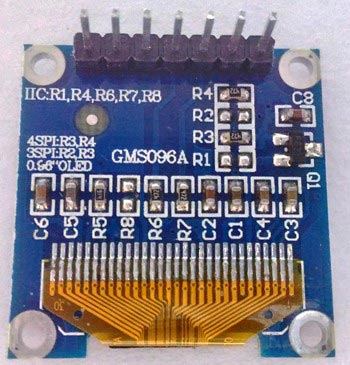 IIC:R1,R4,R6,R7,R8
R4
R2
R3
R1
C8
4SPI:R3,R4
3SPI:R2,R3
0.96"OLED
GMS096A
Q1
C6
C5
R5
R8
R6
R7
C2
C1
C4
C3
30